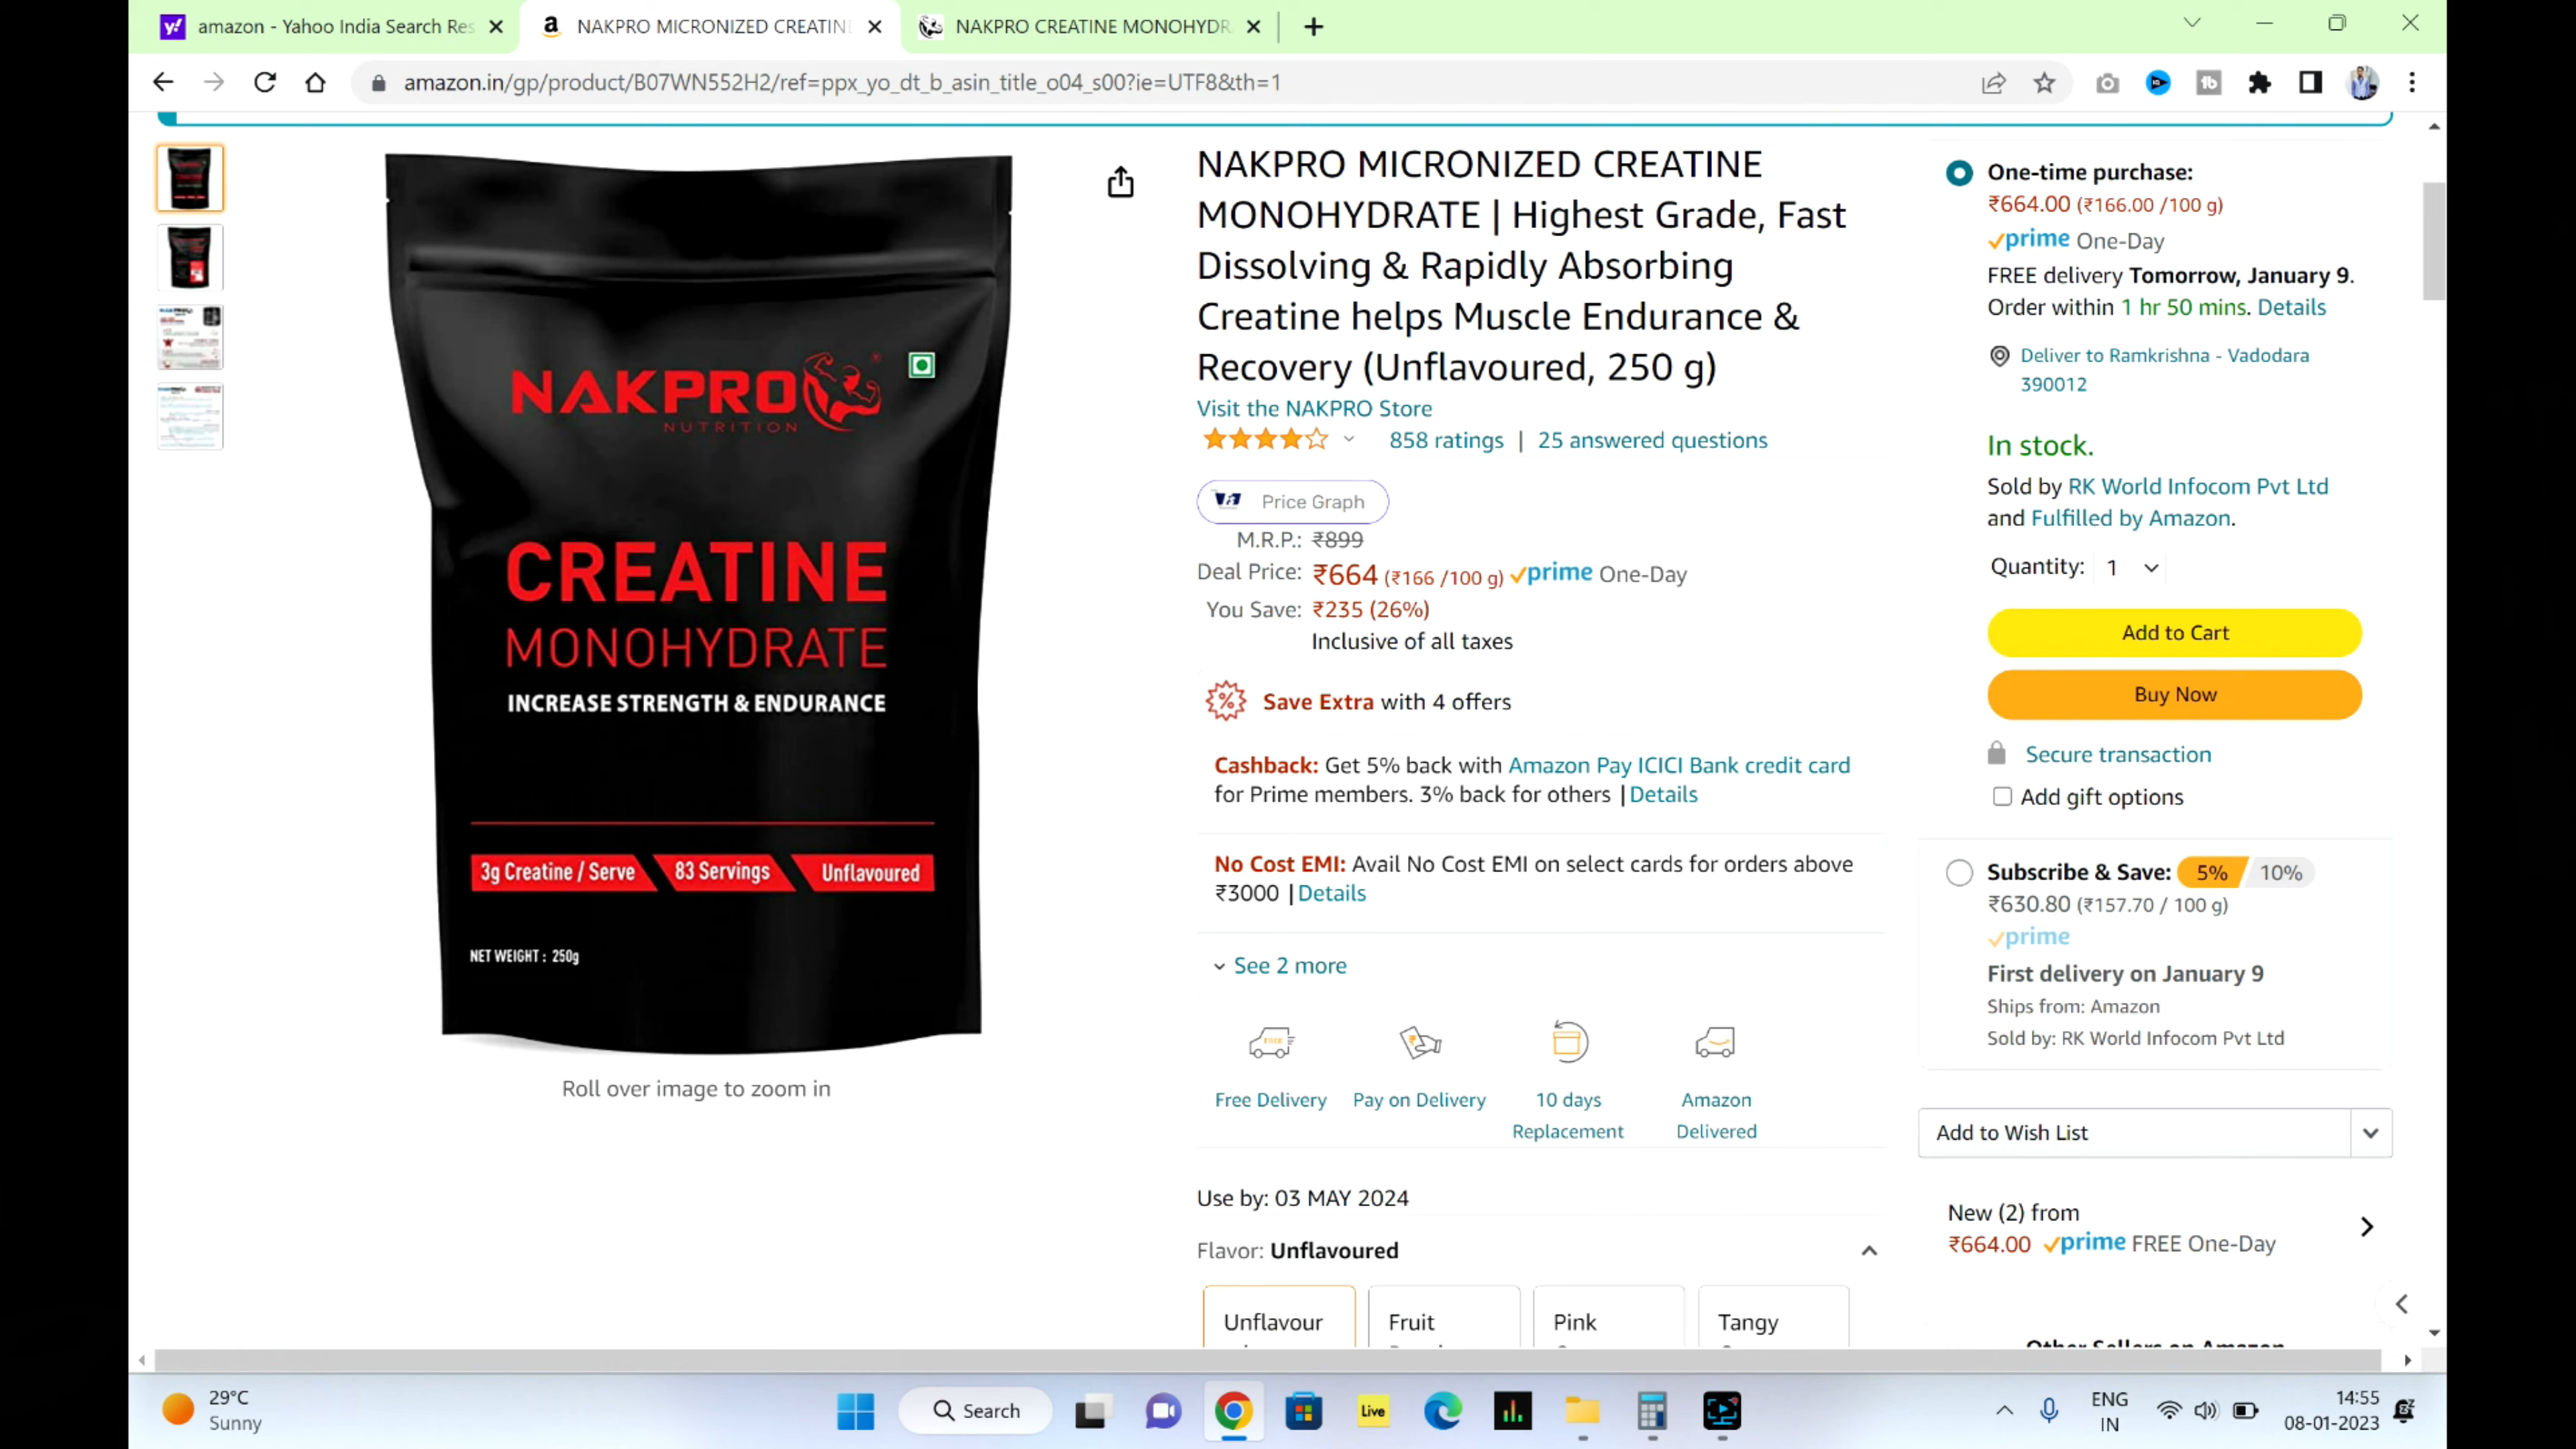 amazon - Yahoo India Search Res
NAKPRO MICRONIZED CREATIN
NAKPRO CREATINE MONOHYDR
amazon.in/gp/product/B07WN552H2/ref=ppx_yo_dt_b_asin_title_o04_s00?ie=UTF8&th=1
NAKPRO
NUTRITION
CREATINE
MONOHYDRATE
INCREASE STRENGTH & ENDURANCE
3g Creatine / Serve
83 Servings
Unflavoured
NET WEIGHT : 250g
Roll over image to zoom in
NAKPRO MICRONIZED CREATINE
MONOHYDRATE | Highest Grade, Fast
Dissolving & Rapidly Absorbing
Creatine helps Muscle Endurance &
Recovery (Unflavoured, 250 g)
Visit the NAKPRO Store
858 ratings | 25 answered questions
Price Graph
M.R.P.: ₹899
Deal Price: ₹664 (₹166 /100 g) prime One-Day
You Save: ₹235 (26%)
Inclusive of all taxes
Save Extra with 4 offers
Cashback: Get 5% back with Amazon Pay ICICI Bank credit card
for Prime members. 3% back for others | Details
No Cost EMI: Avail No Cost EMI on select cards for orders above
₹3000 | Details
See 2 more
Free Delivery
Pay on Delivery
10 days
Replacement
Amazon
Delivered
Use by: 03 MAY 2024
Flavor: Unflavoured
Unflavour
Fruit
Pink
Tangy
One-time purchase:
₹664.00 (₹166.00 /100 g)
prime One-Day
FREE delivery Tomorrow, January 9.
Order within 1 hr 50 mins. Details
Deliver to Ramkrishna - Vadodara
390012
In stock.
Sold by RK World Infocom Pvt Ltd
and Fulfilled by Amazon.
Quantity: 1
Add to Cart
Buy Now
Secure transaction
Add gift options
Subscribe & Save: 5% 10%
₹630.80 (₹157.70 / 100 g)
prime
First delivery on January 9
Ships from: Amazon
Sold by: RK World Infocom Pvt Ltd
Add to Wish List
New (2) from
₹664.00 prime FREE One-Day
Other Sellers on Amazon
29°C
Sunny
Search
Live
ENG
IN
14:55
08-01-2023